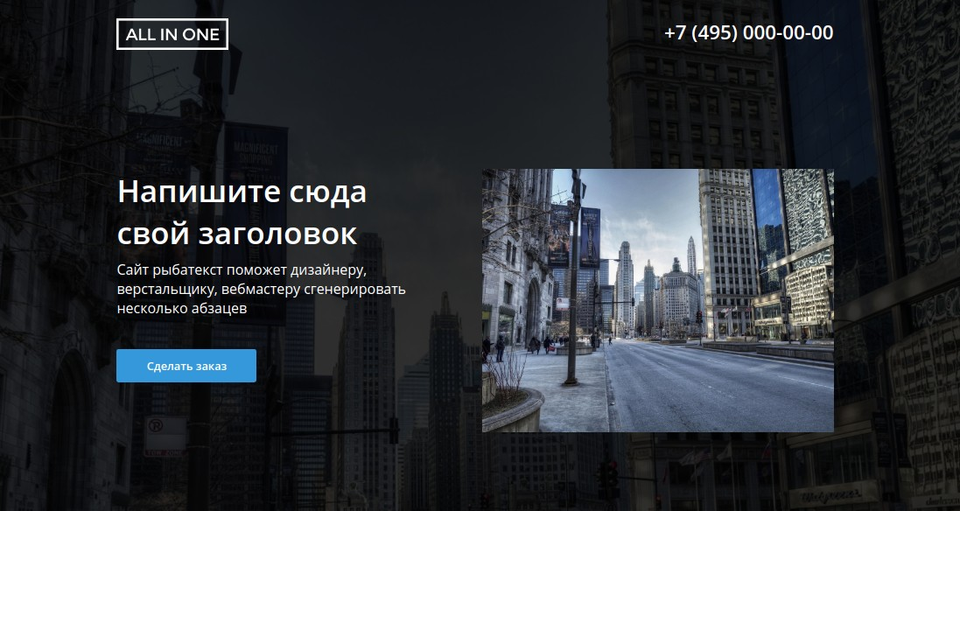 ALL IN ONE
+7 (495) 000-00-00
Напишите сюда
свой заголовок
Сайт рыбатекст поможет дизайнеру,
верстальщику, вебмастеру сгенерировать
несколько абзацев
Сделать заказ
MAGNIFICENT